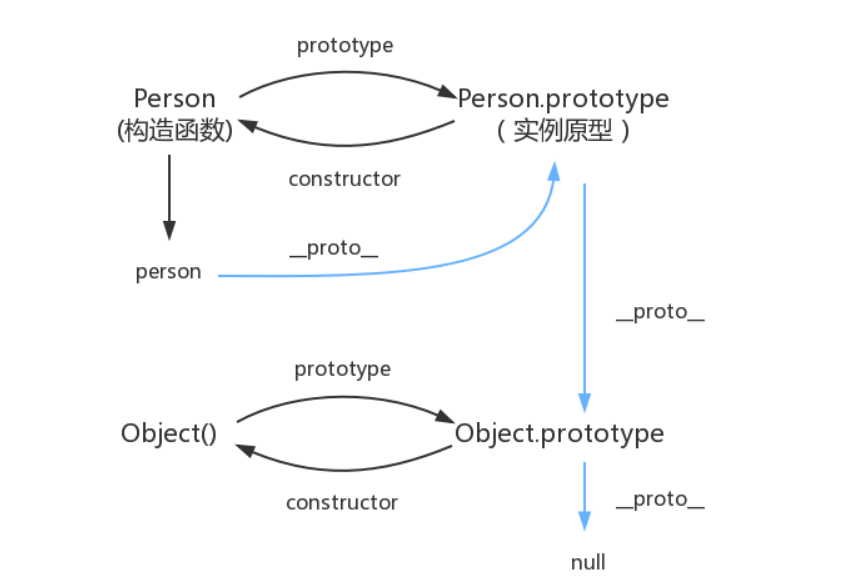 prototype
Person
Person.prototype
(构造函数)
（ 实例原型 ）
constructor
__proto__
person
__proto__
prototype
Object()
Object.prototype
constructor
__proto__
null